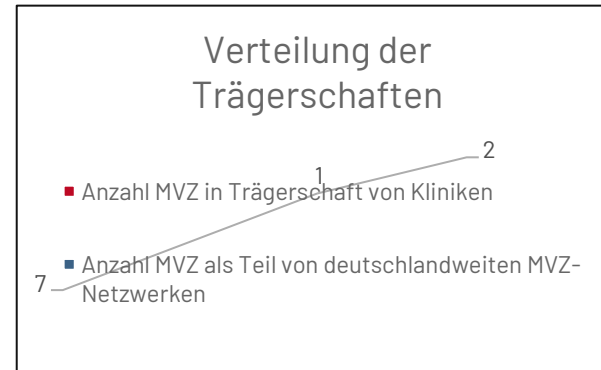 Verteilung der
Trägerschaften
2
1
Anzahl MVZ in Trägerschaft von Kliniken
Anzahl MVZ als Teil von deutschlandweiten MVZ-
7
Netzwerken